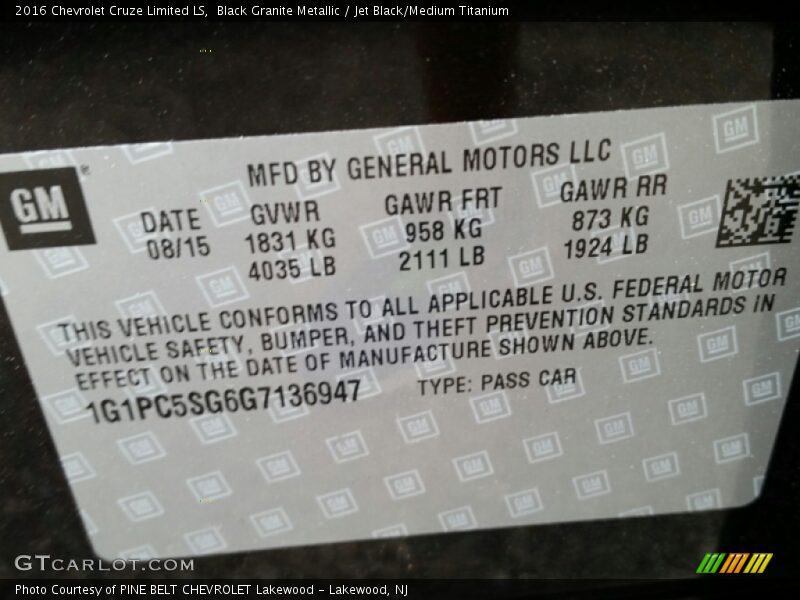 2016 Chevrolet Cruze Limited LS, Black Granite Metallic / Jet Black/Medium Titanium
GM ®
MFD BY GENERAL MOTORS LLC
DATE GVWR GAWR FRT GAWR RR
08/15 1831 KG 958 KG 873 KG
4035 LB 2111 LB 1924 LB
THIS VEHICLE CONFORMS TO ALL APPLICABLE U.S. FEDERAL MOTOR
VEHICLE SAFETY, BUMPER, AND THEFT PREVENTION STANDARDS IN
EFFECT ON THE DATE OF MANUFACTURE SHOWN ABOVE.
1G1PC5SG6G7136947 TYPE: PASS CAR
GTCARLOT.COM
Photo Courtesy of PINE BELT CHEVROLET Lakewood - Lakewood, NJ